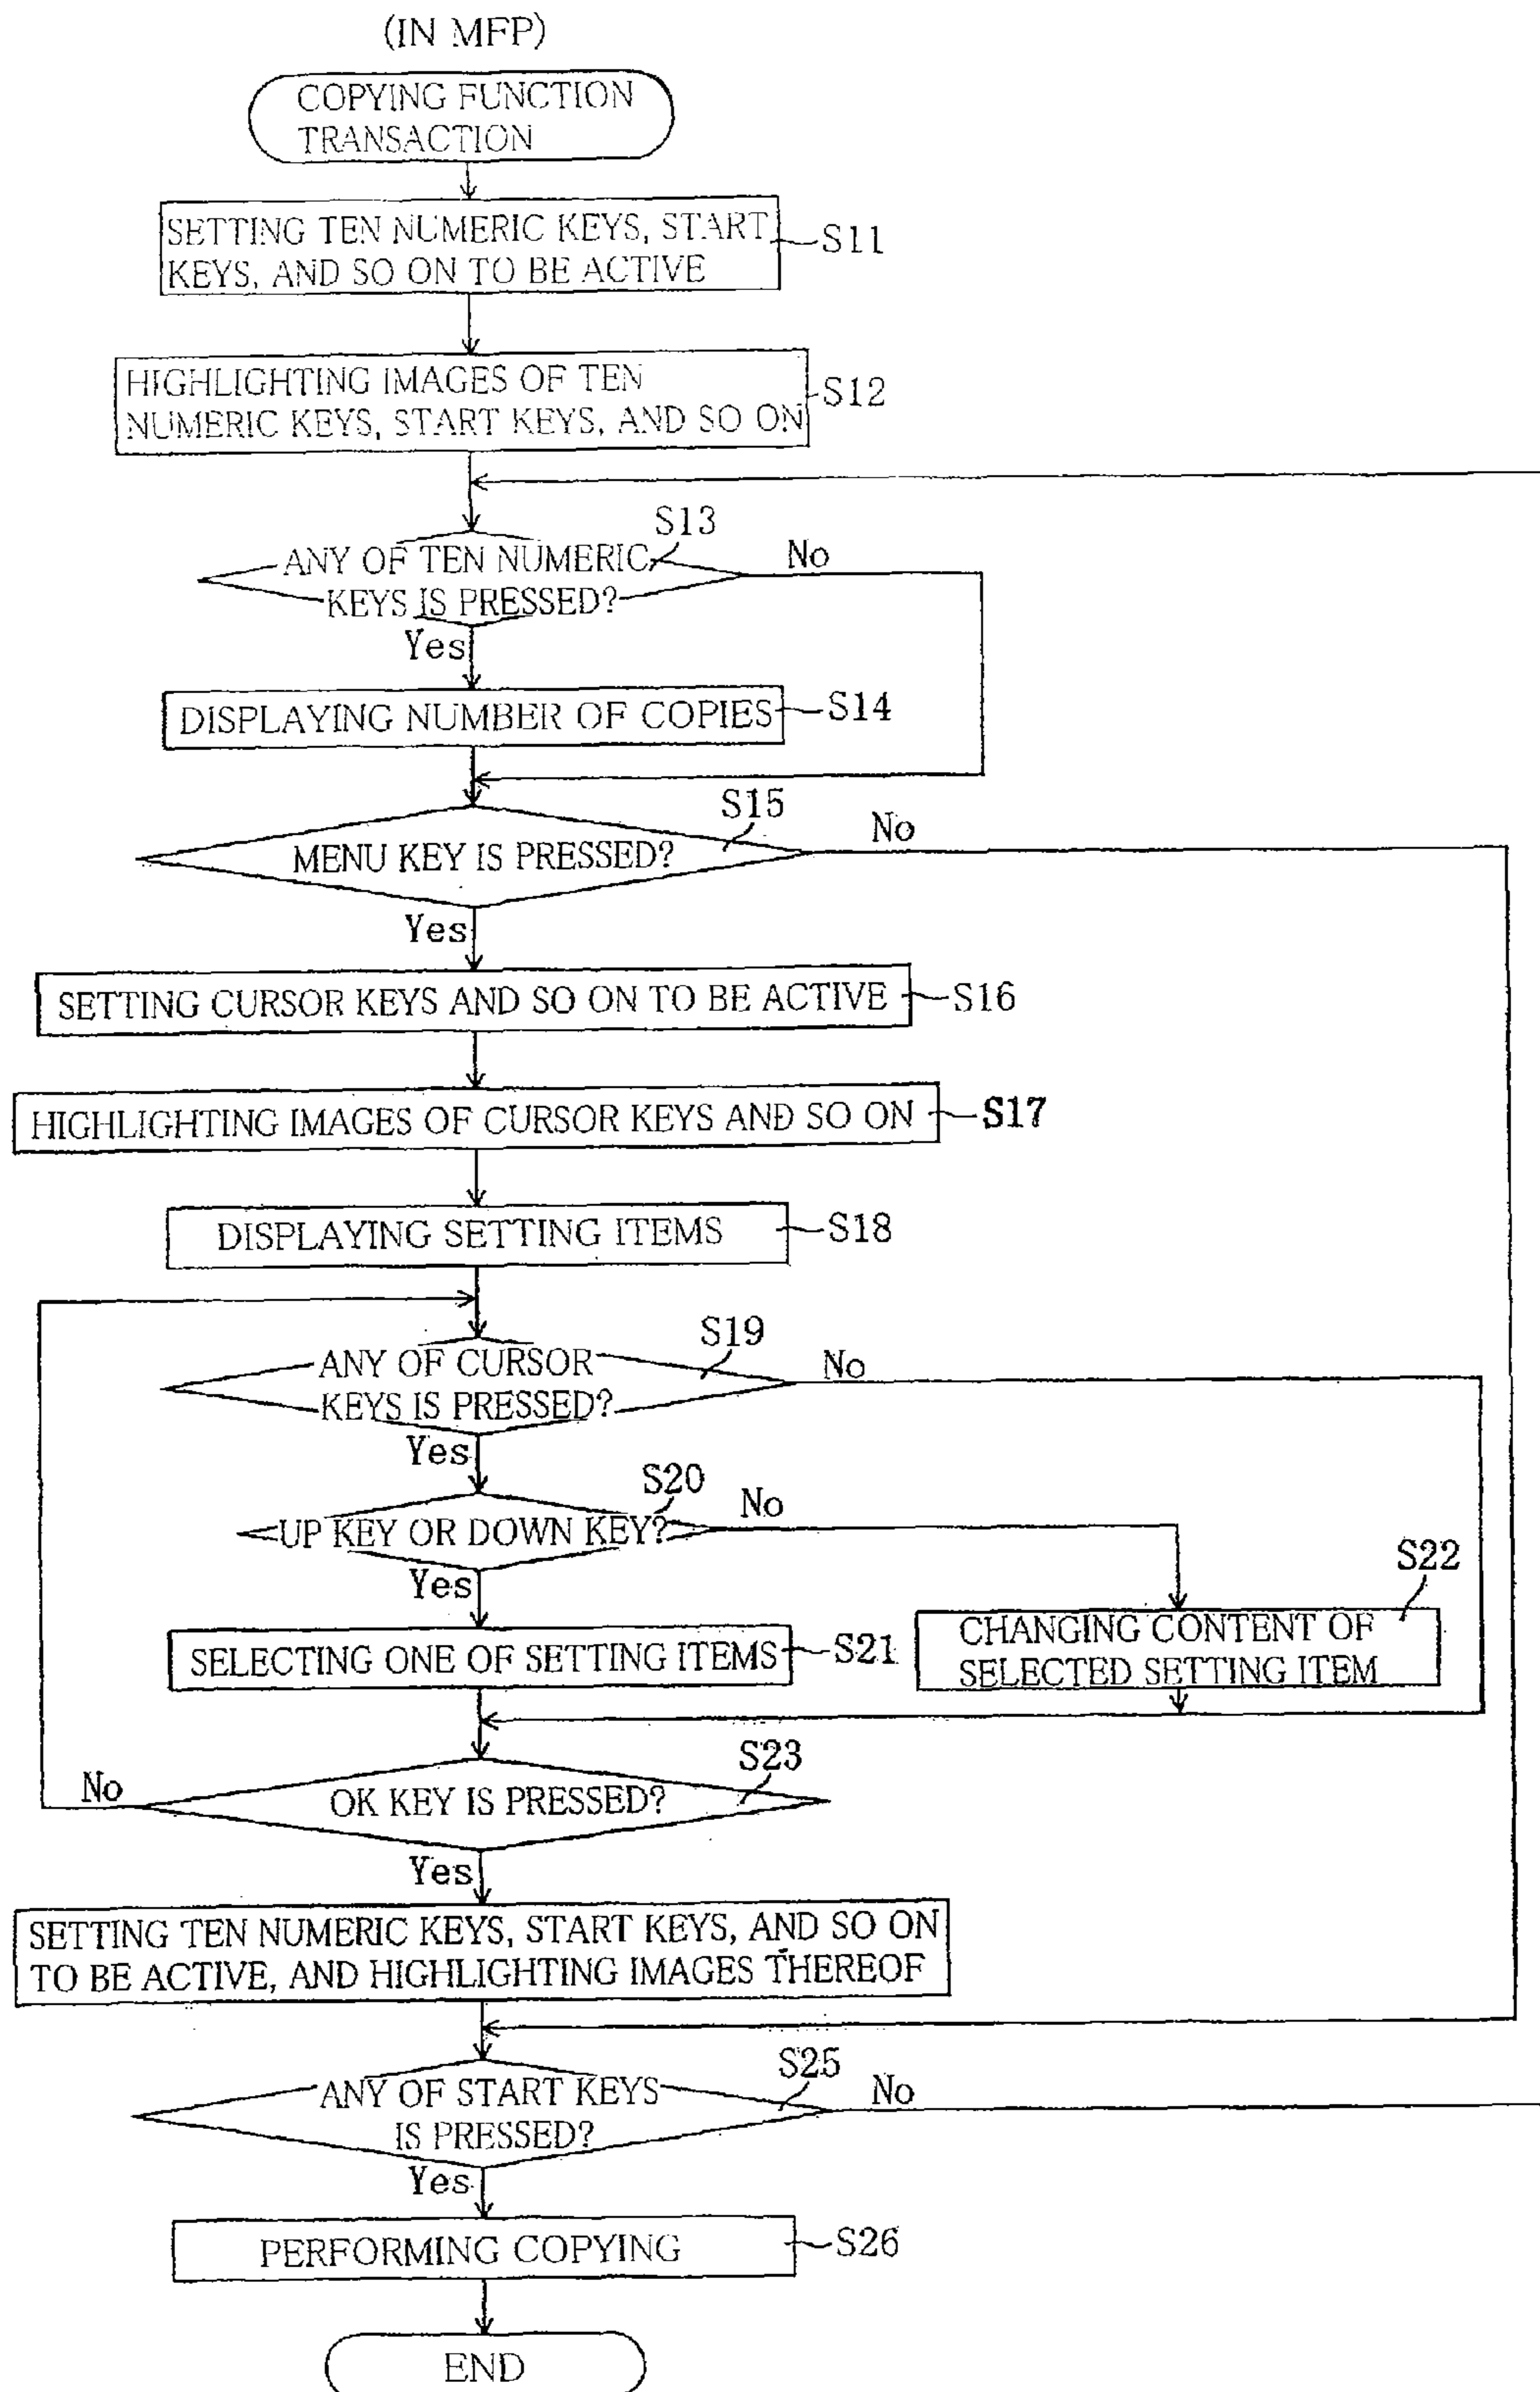 (IN MFP)
COPYING FUNCTION
TRANSACTION
SETTING TEN NUMERIC KEYS, START
KEYS, AND SO ON TO BE ACTIVE
S11
HIGHLIGHTING IMAGES OF TEN
NUMERIC KEYS, START KEYS, AND SO ON
S12
S13
ANY OF TEN NUMERIC
KEYS IS PRESSED?
No
Yes
DISPLAYING NUMBER OF COPIES
S14
S15
MENU KEY IS PRESSED?
No
Yes
SETTING CURSOR KEYS AND SO ON TO BE ACTIVE
S16
HIGHLIGHTING IMAGES OF CURSOR KEYS AND SO ON
S17
DISPLAYING SETTING ITEMS
S18
S19
ANY OF CURSOR
KEYS IS PRESSED?
No
Yes
S20
UP KEY OR DOWN KEY?
No
Yes
SELECTING ONE OF SETTING ITEMS
S21
S22
CHANGING CONTENT OF
SELECTED SETTING ITEM
S23
OK KEY IS PRESSED?
No
Yes
SETTING TEN NUMERIC KEYS, START KEYS, AND SO ON
TO BE ACTIVE, AND HIGHLIGHTING IMAGES THEREOF
S25
ANY OF START KEYS
IS PRESSED?
No
Yes
PERFORMING COPYING
S26
END